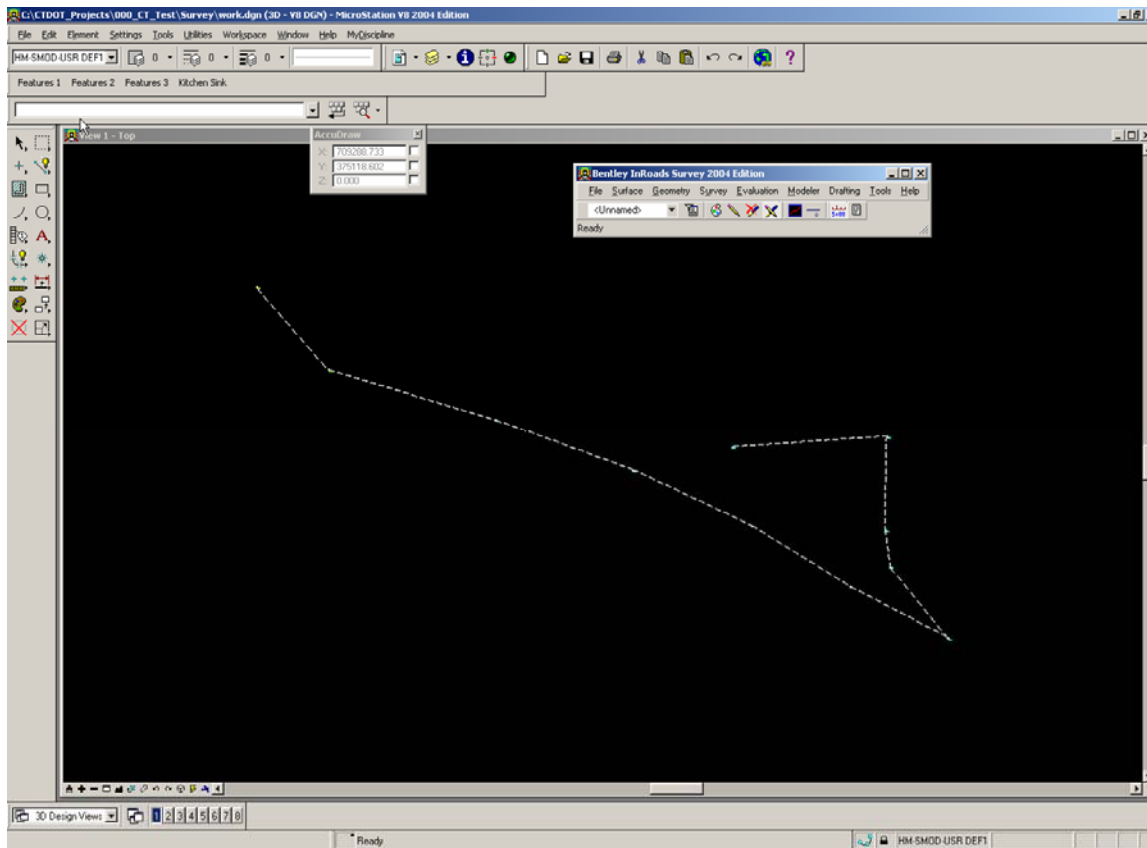 C:\CTDOT_Projects\000_CT_Test\Survey\work.dgn (3D - V8 DGN) - MicroStation V8 2004 Edition
File Edit Element Settings Tools Utilities Workspace Window Help MyDiscipline
HM-SMOD-USR DEF1 0 0 0
Features 1 Features 2 Features 3 Kitchen Sink
View 1 - Top
AccuDraw
X: 709288.733
Y: 375118.602
Z: 0.000
Bentley InRoads Survey 2004 Edition
File Surface Geometry Survey Evaluation Modeler Drafting Tools Help
<Unnamed>
Ready
3D Design Views 1 2 3 4 5 6 7 8
Ready HM-SMOD-USR DEF1